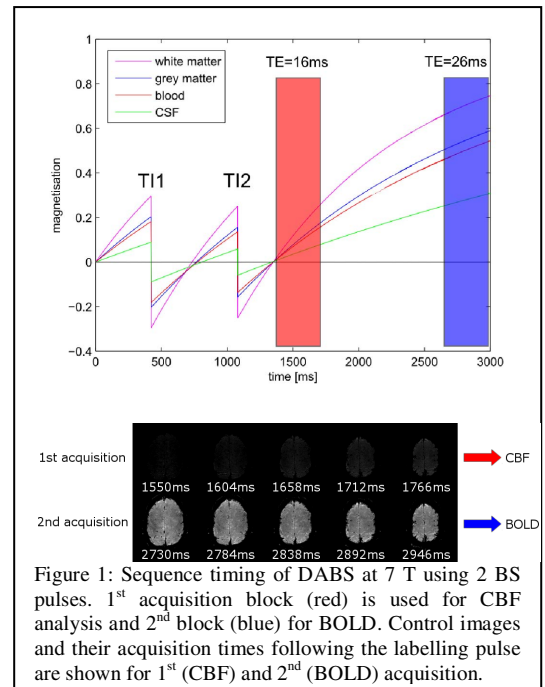 TE=16ms
TE=26ms
white matter
grey matter
blood
CSF
TI1
TI2
1
0.8
0.6
0.4
0.2
0
-0.2
-0.4
magnetisation
0
500
1000
1500
2000
2500
3000
time [ms]
1st acquisition
1550ms 1604ms 1658ms 1712ms 1766ms
CBF
2nd acquisition
2730ms 2784ms 2838ms 2892ms 2946ms
BOLD
Figure 1: Sequence timing of DABS at 7 T using 2 BS
pulses. 1st acquisition block (red) is used for CBF
analysis and 2nd block (blue) for BOLD. Control images
and their acquisition times following the labelling pulse
are shown for 1st (CBF) and 2nd (BOLD) acquisition.